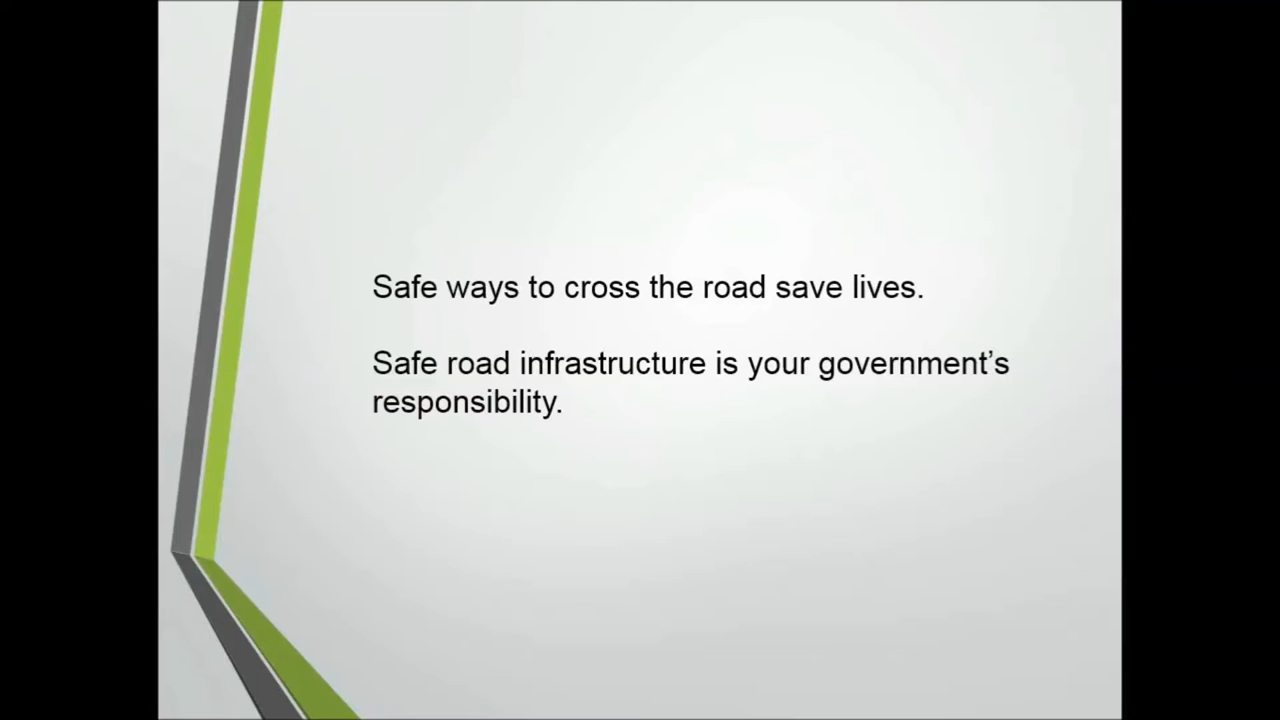 Safe ways to cross the road save lives.
Safe road infrastructure is your government’s
responsibility.